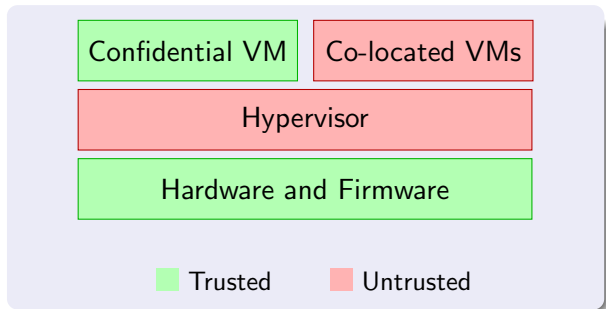 Confidential VM Co-located VMs
Hypervisor
Hardware and Firmware
Trusted Untrusted